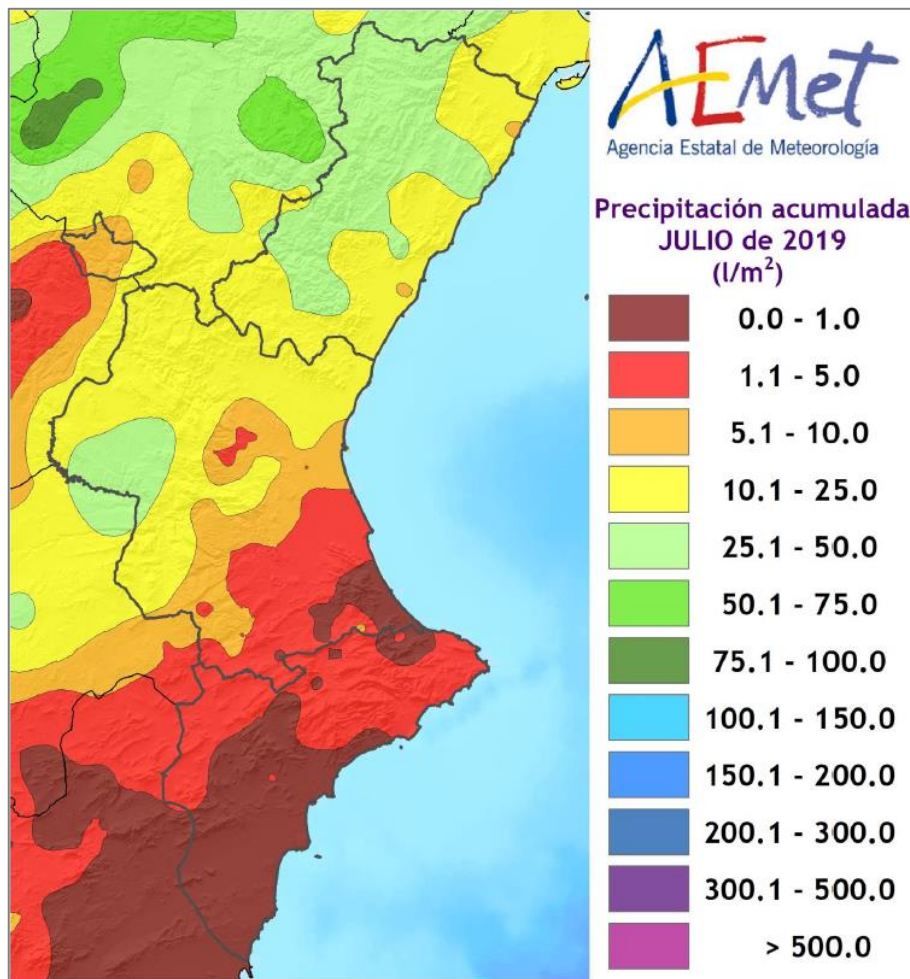 AEMet
Agencia Estatal de Meteorología
Precipitación acumulada
JULIO de 2019
(l/m²)
0.0 - 1.0
1.1 - 5.0
5.1 - 10.0
10.1 - 25.0
25.1 - 50.0
50.1 - 75.0
75.1 - 100.0
100.1 - 150.0
150.1 - 200.0
200.1 - 300.0
300.1 - 500.0
> 500.0